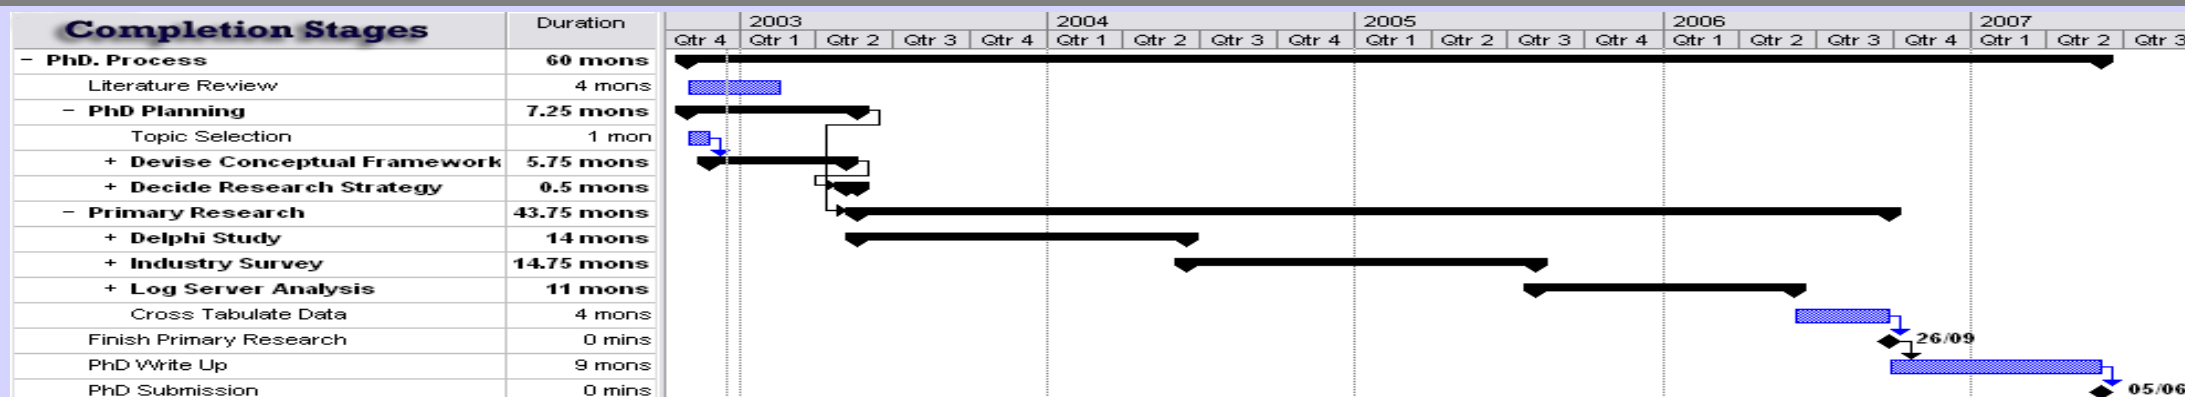 Completion Stages Duration 2003 2004 2005 2006 2007
Qtr 4 Qtr 1 Qtr 2 Qtr 3 Qtr 4 Qtr 1 Qtr 2 Qtr 3 Qtr 4 Qtr 1 Qtr 2 Qtr 3 Qtr 4 Qtr 1 Qtr 2 Qtr 3 Qtr 4 Qtr 1 Qtr 2 Qtr 3
− PhD. Process 60 mons
Literature Review 4 mons
− PhD Planning 7.25 mons
Topic Selection 1 mon
+ Devise Conceptual Framework 5.75 mons
+ Decide Research Strategy 0.5 mons
− Primary Research 43.75 mons
+ Delphi Study 14 mons
+ Industry Survey 14.75 mons
+ Log Server Analysis 11 mons
Cross Tabulate Data 4 mons
Finish Primary Research 0 mins 26/09
PhD Write Up 9 mons
PhD Submission 0 mins 05/06